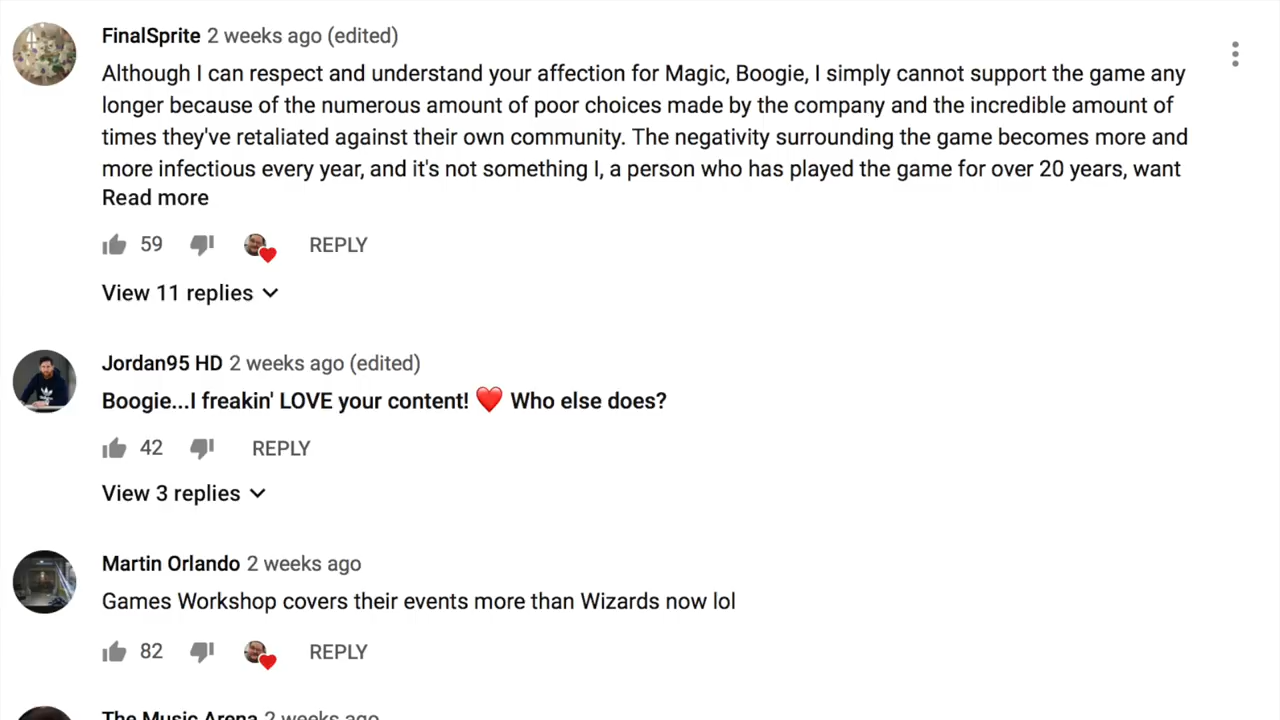 FinalSprite 2 weeks ago (edited)
Although I can respect and understand your affection for Magic, Boogie, I simply cannot support the game any
longer because of the numerous amount of poor choices made by the company and the incredible amount of
times they've retaliated against their own community. The negativity surrounding the game becomes more and
more infectious every year, and it's not something I, a person who has played the game for over 20 years, want
Read more
59 REPLY
View 11 replies
Jordan95 HD 2 weeks ago (edited)
Boogie...I freakin' LOVE your content! ❤️ Who else does?
42 REPLY
View 3 replies
Martin Orlando 2 weeks ago
Games Workshop covers their events more than Wizards now lol
82 REPLY
The Music Arena 2 weeks ago